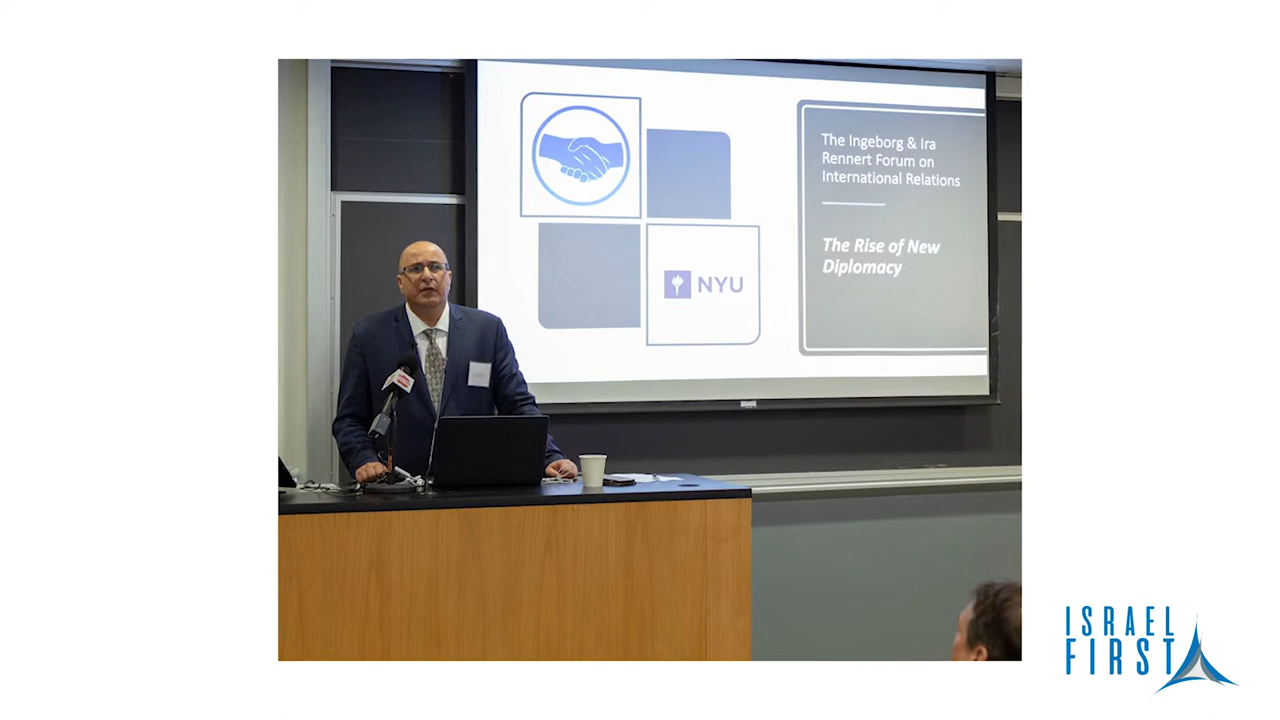 The Ingeborg & Ira
Rennert Forum on
International Relations
The Rise of New
Diplomacy
NYU
ISRAEL
FIRST